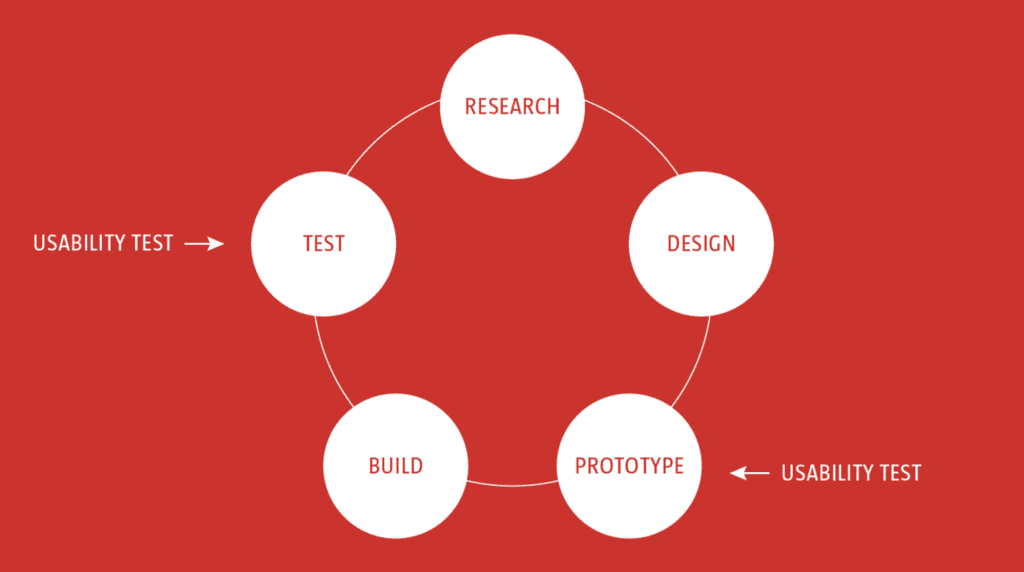 RESEARCH
USABILITY TEST
TEST
DESIGN
BUILD
PROTOTYPE
USABILITY TEST